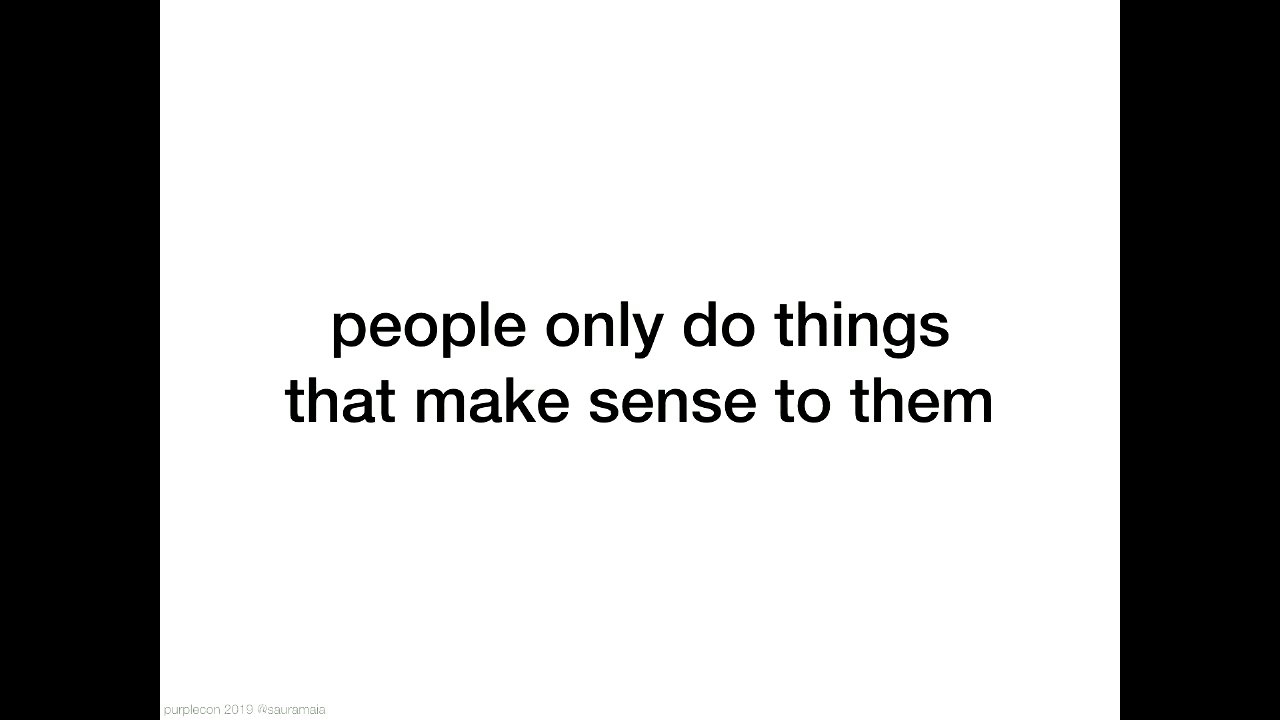 people only do things
that make sense to them
purplecon 2019 @sauramaia